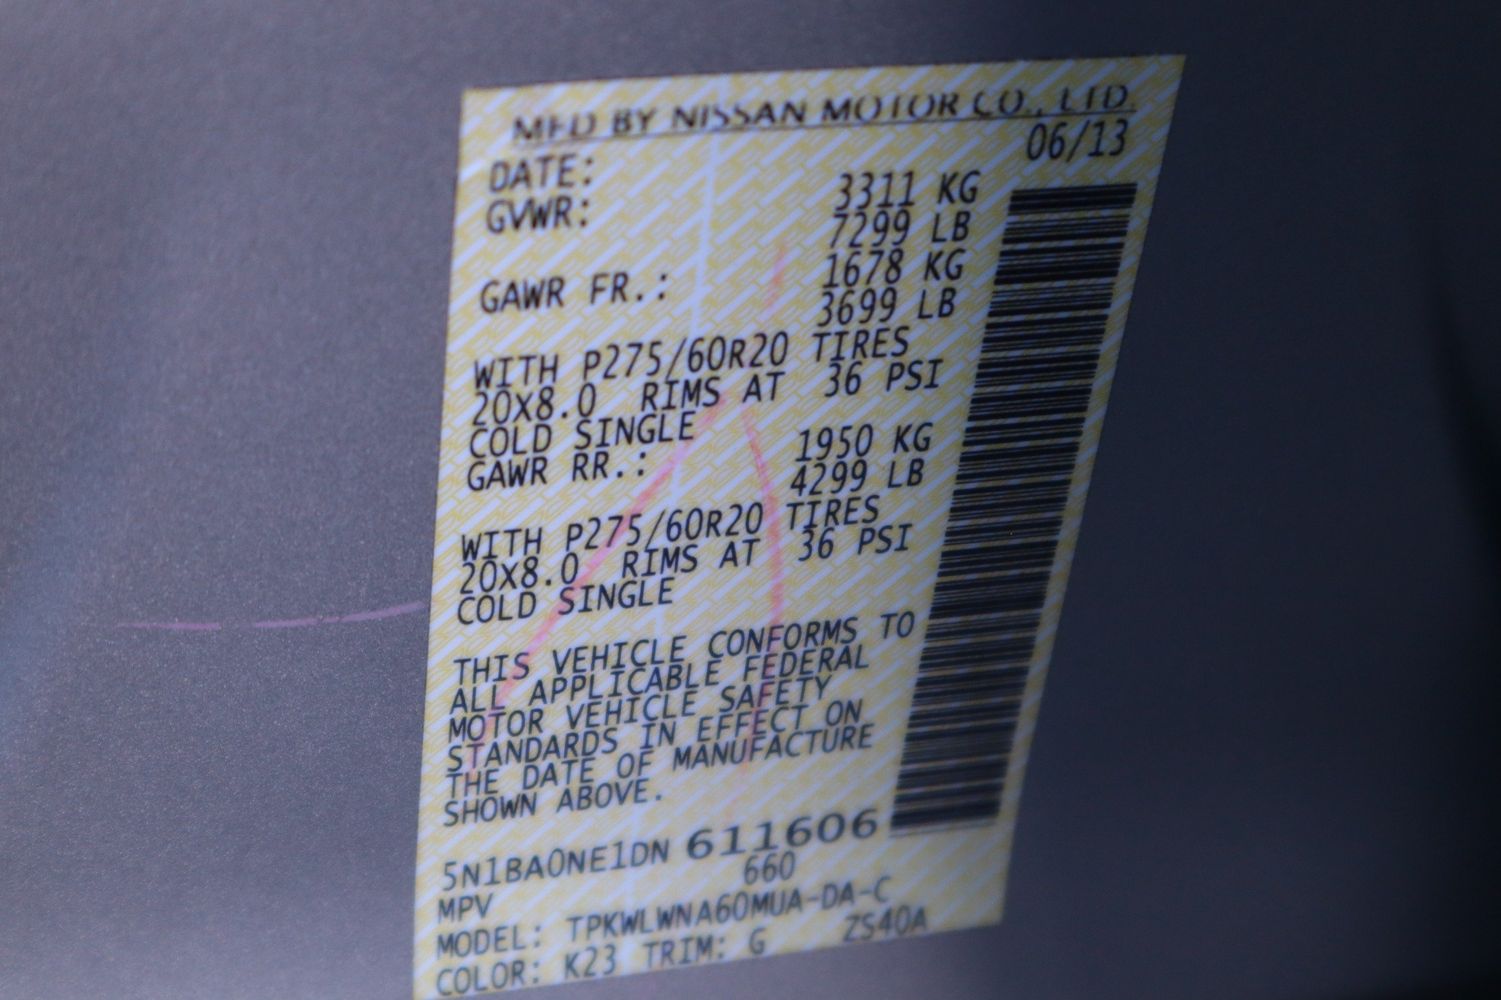 MFD BY NISSAN MOTOR CO., LTD.
DATE: 06/13
GVWR: 3311 KG
7299 LB
GAWR FR.: 1678 KG
3699 LB
WITH P275/60R20 TIRES
20X8.0 RIMS AT 36 PSI
COLD SINGLE
GAWR RR.: 1950 KG
4299 LB
WITH P275/60R20 TIRES
20X8.0 RIMS AT 36 PSI
COLD SINGLE
THIS VEHICLE CONFORMS TO
ALL APPLICABLE FEDERAL
MOTOR VEHICLE SAFETY
STANDARDS IN EFFECT ON
THE DATE OF MANUFACTURE
SHOWN ABOVE.
5N1BA0NE1DN 611606
MPV 660
MODEL: TPKWLWNA60MUA-DA-C
COLOR: K23 TRIM: G ZS40A